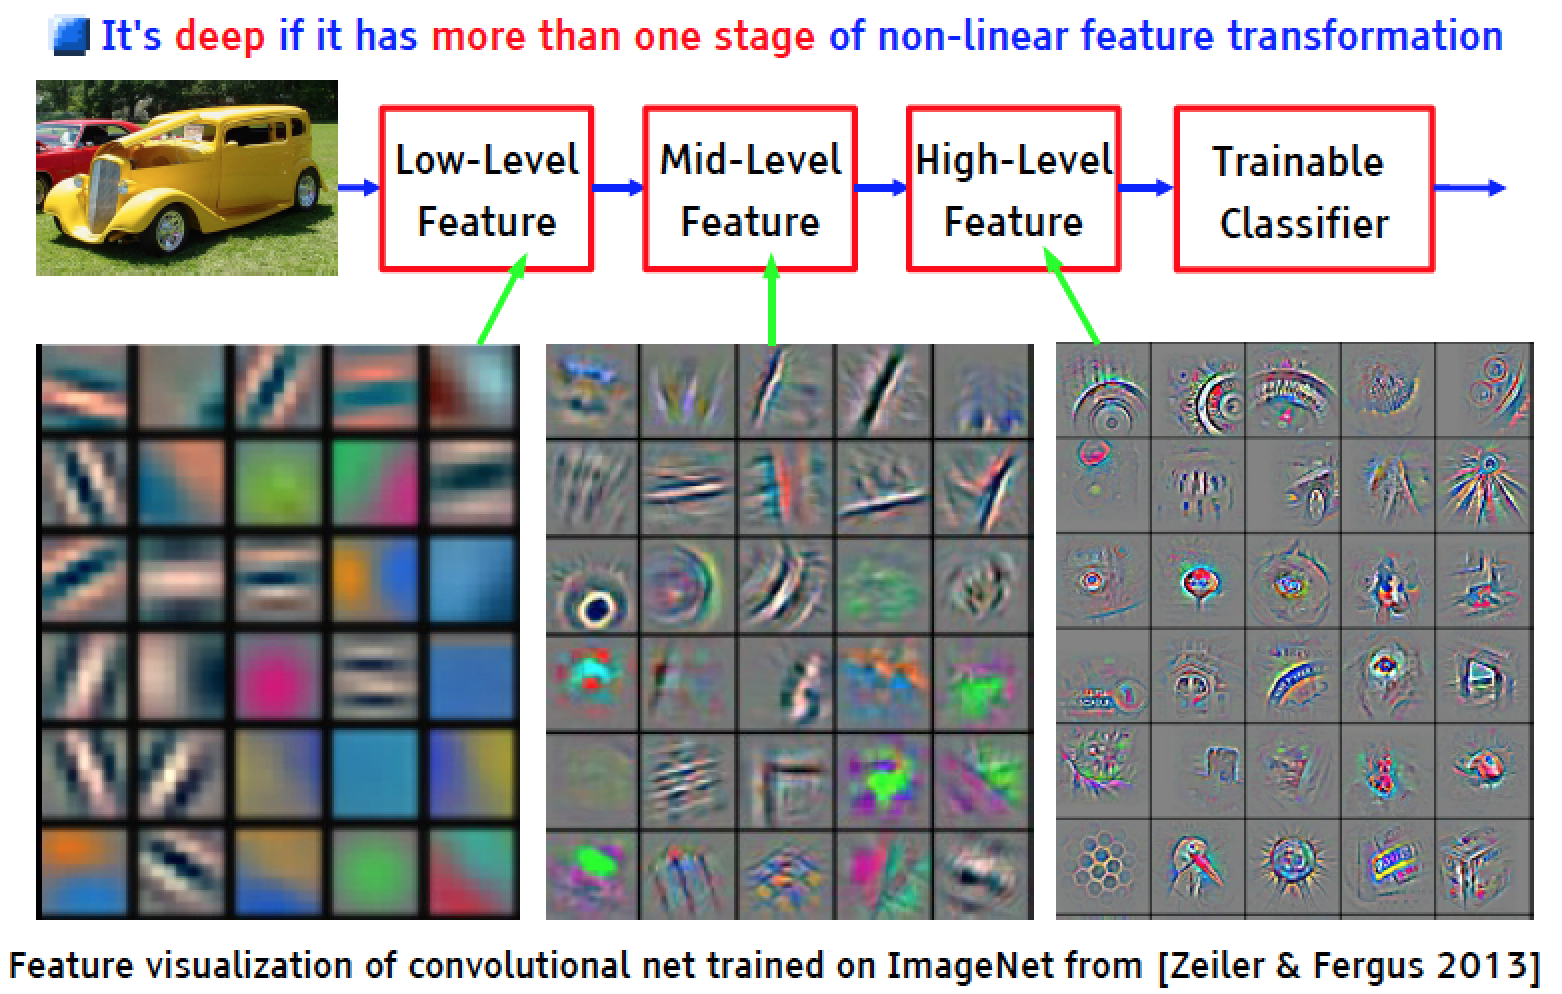 It's deep if it has more than one stage of non-linear feature transformation
Low-Level
Feature
Mid-Level
Feature
High-Level
Feature
Trainable
Classifier
Feature visualization of convolutional net trained on ImageNet from [Zeiler & Fergus 2013]